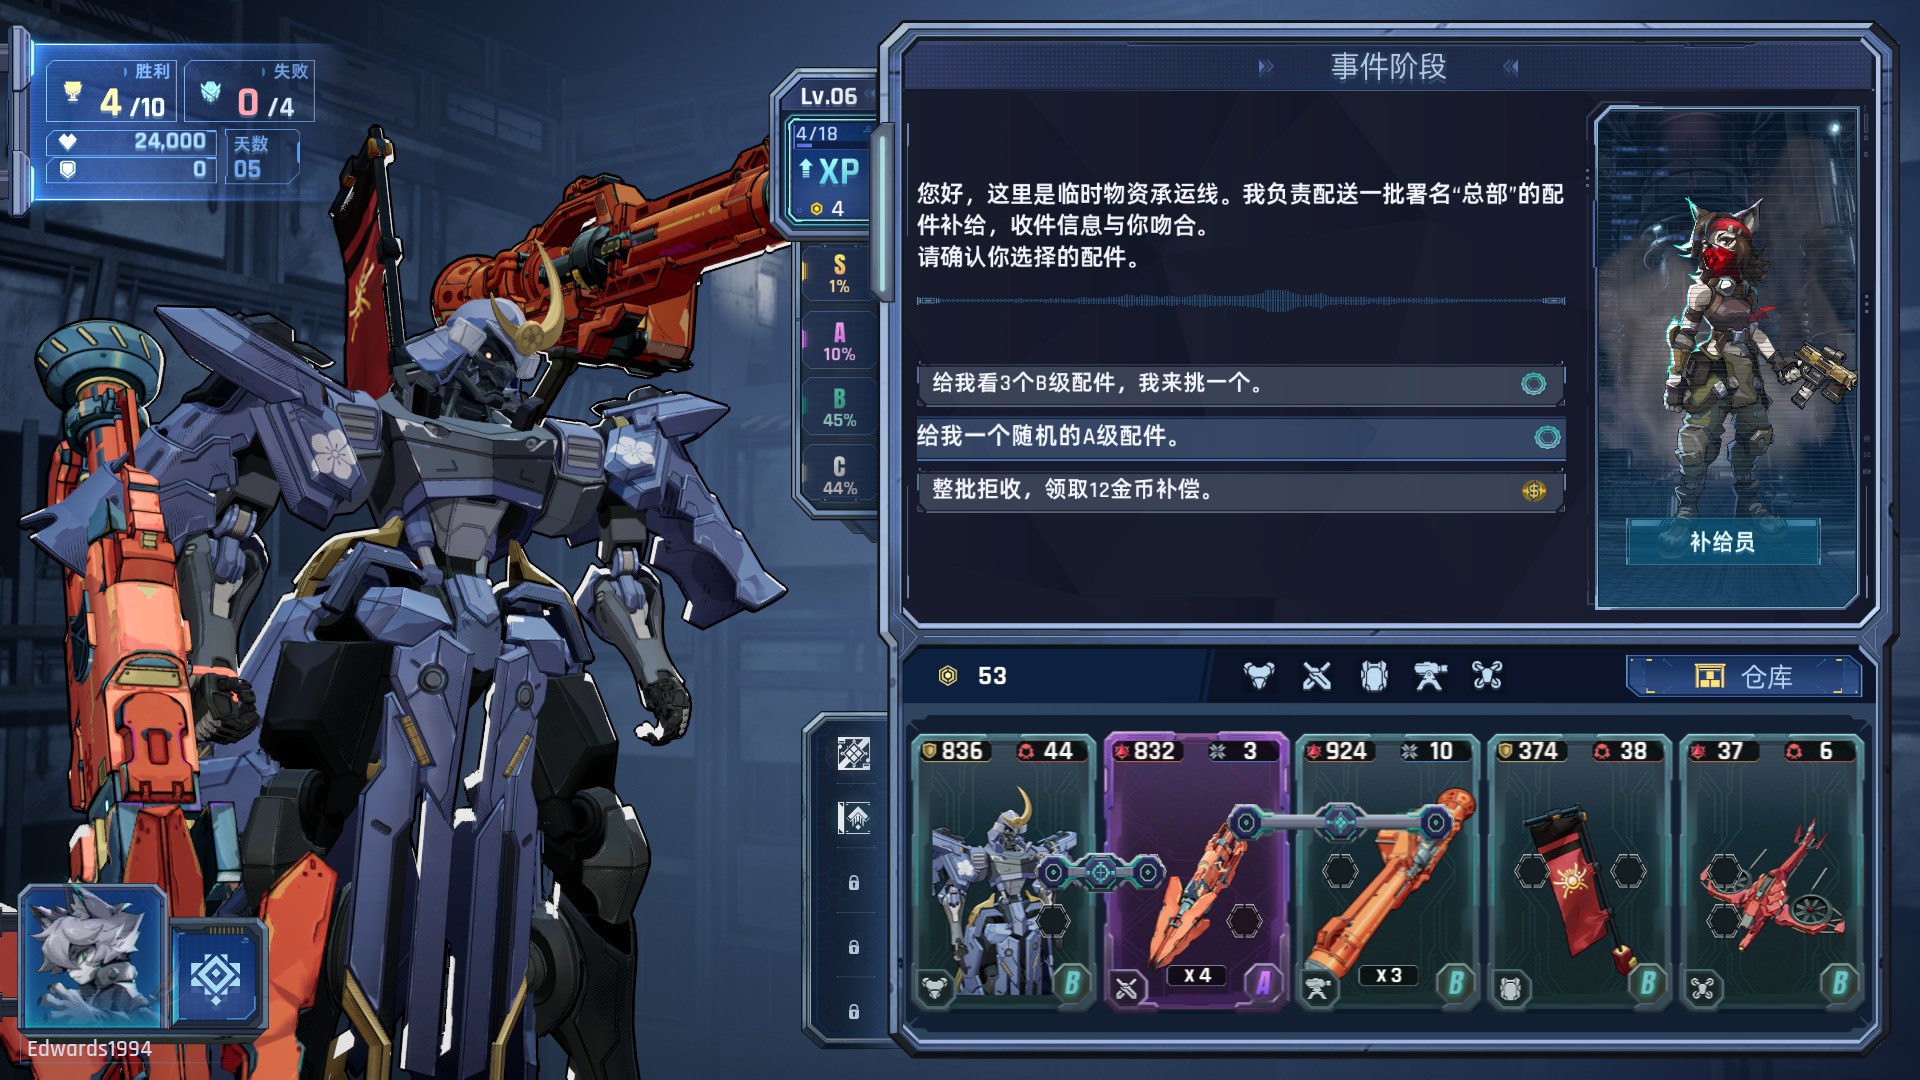 胜利
4/10
失败
0/4
24,000
0
天数
05
Lv.06
4/18
XP
4
S
1%
A
10%
B
45%
C
44%
事件阶段
您好，这里是临时物资承运线。我负责配送一批署名“总部”的配
件补给，收件信息与你吻合。
请确认你选择的配件。
给我看3个B级配件，我来挑一个。
给我一个随机的A级配件。
整批拒收，领取12金币补偿。
补给员
53
仓库
836
44
832
3
924
10
374
38
37
6
B
x4
A
x3
B
B
B
Edwards1994